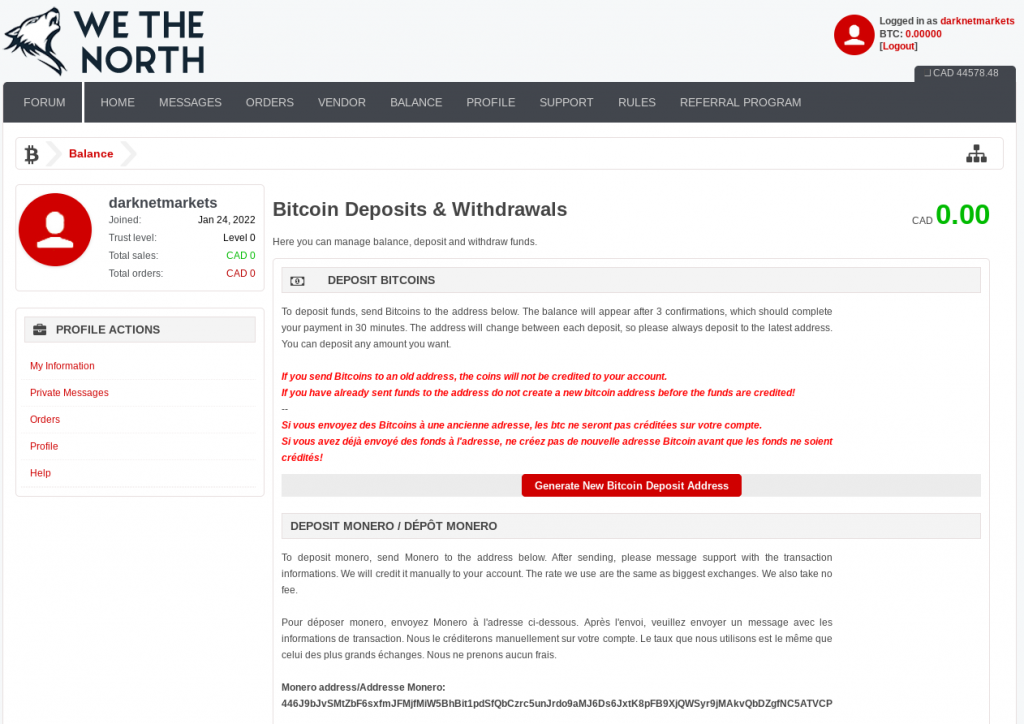 WE THE
NORTH
Logged in as darknetmarkets
BTC: 0.00000
[Logout]
CAD 44578.48
FORUM HOME MESSAGES ORDERS VENDOR BALANCE PROFILE SUPPORT RULES REFERRAL PROGRAM
Balance
darknetmarkets
Joined: Jan 24, 2022
Trust level: Level 0
Total sales: CAD 0
Total orders: CAD 0
PROFILE ACTIONS
My Information
Private Messages
Orders
Profile
Help
Bitcoin Deposits & Withdrawals
CAD 0.00
Here you can manage balance, deposit and withdraw funds.
DEPOSIT BITCOINS
To deposit funds, send Bitcoins to the address below. The balance will appear after 3 confirmations, which should complete
your payment in 30 minutes. The address will change between each deposit, so please always deposit to the latest address.
You can deposit any amount you want.
If you send Bitcoins to an old address, the coins will not be credited to your account.
If you have already sent funds to the address do not create a new bitcoin address before the funds are credited!
--
Si vous envoyez des Bitcoins à une ancienne adresse, les btc ne seront pas créditées sur votre compte.
Si vous avez déjà envoyé des fonds à l'adresse, ne créez pas de nouvelle adresse Bitcoin avant que les fonds ne soient
crédités!
Generate New Bitcoin Deposit Address
DEPOSIT MONERO / DÉPÔT MONERO
To deposit monero, send Monero to the address below. After sending, please message support with the transaction
informations. We will credit it manually to your account. The rate we use are the same as biggest exchanges. We also take no
fee.
Pour déposer monero, envoyez Monero à l'adresse ci-dessous. Après l'envoi, veuillez envoyer un message avec les
informations de transaction. Nous le créditerons manuellement sur votre compte. Le taux que nous utilisons est le même que
celui des plus grands échanges. Nous ne prenons aucun frais.
Monero address/Addresse Monero:
446J9bJvSMtZbF6sxfmJFMjfMiW5BhBit1pdSfQbCzrc5unJrdo9aMJ6Ds6JxtK8pFB9XjQWSyr9jMAkvQbDZgfNC5ATVCP